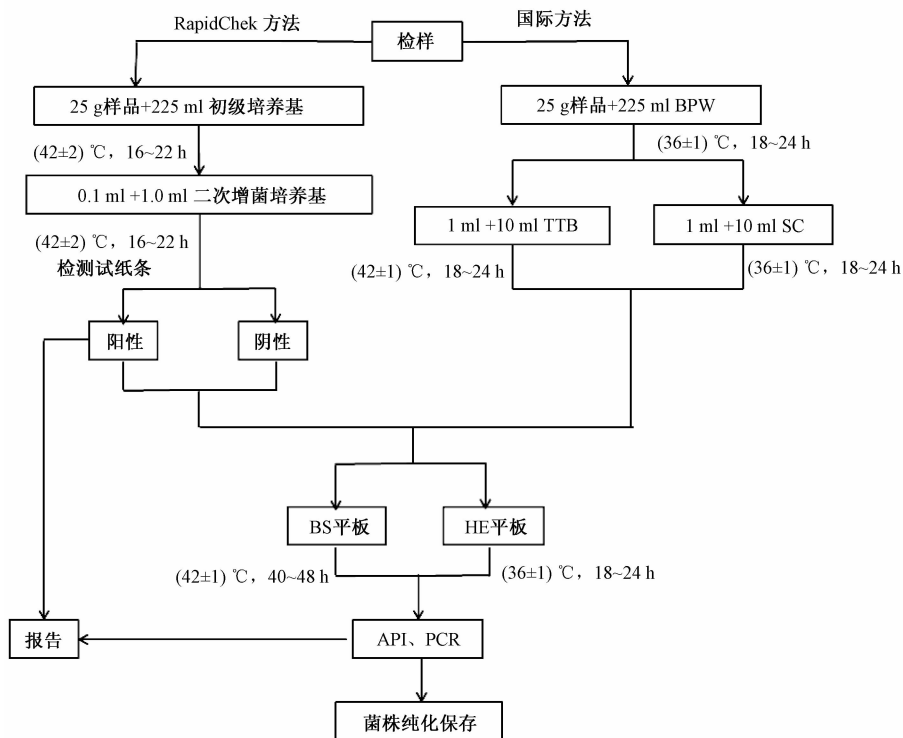 RapidChek 方法
检样
国际方法
25 g样品+225 ml 初级培养基
25 g样品+225 ml BPW
(42±2) ℃，16~22 h
(36±1) ℃，18~24 h
0.1 ml +1.0 ml 二次增菌培养基
1 ml +10 ml TTB
1 ml +10 ml SC
(42±2) ℃，16~22 h
检测试纸条
(42±1) ℃，18~24 h
(36±1) ℃，18~24 h
阳性
阴性
BS平板
HE平板
(42±1) ℃，40~48 h
(36±1) ℃，18~24 h
报告
API、PCR
菌株纯化保存